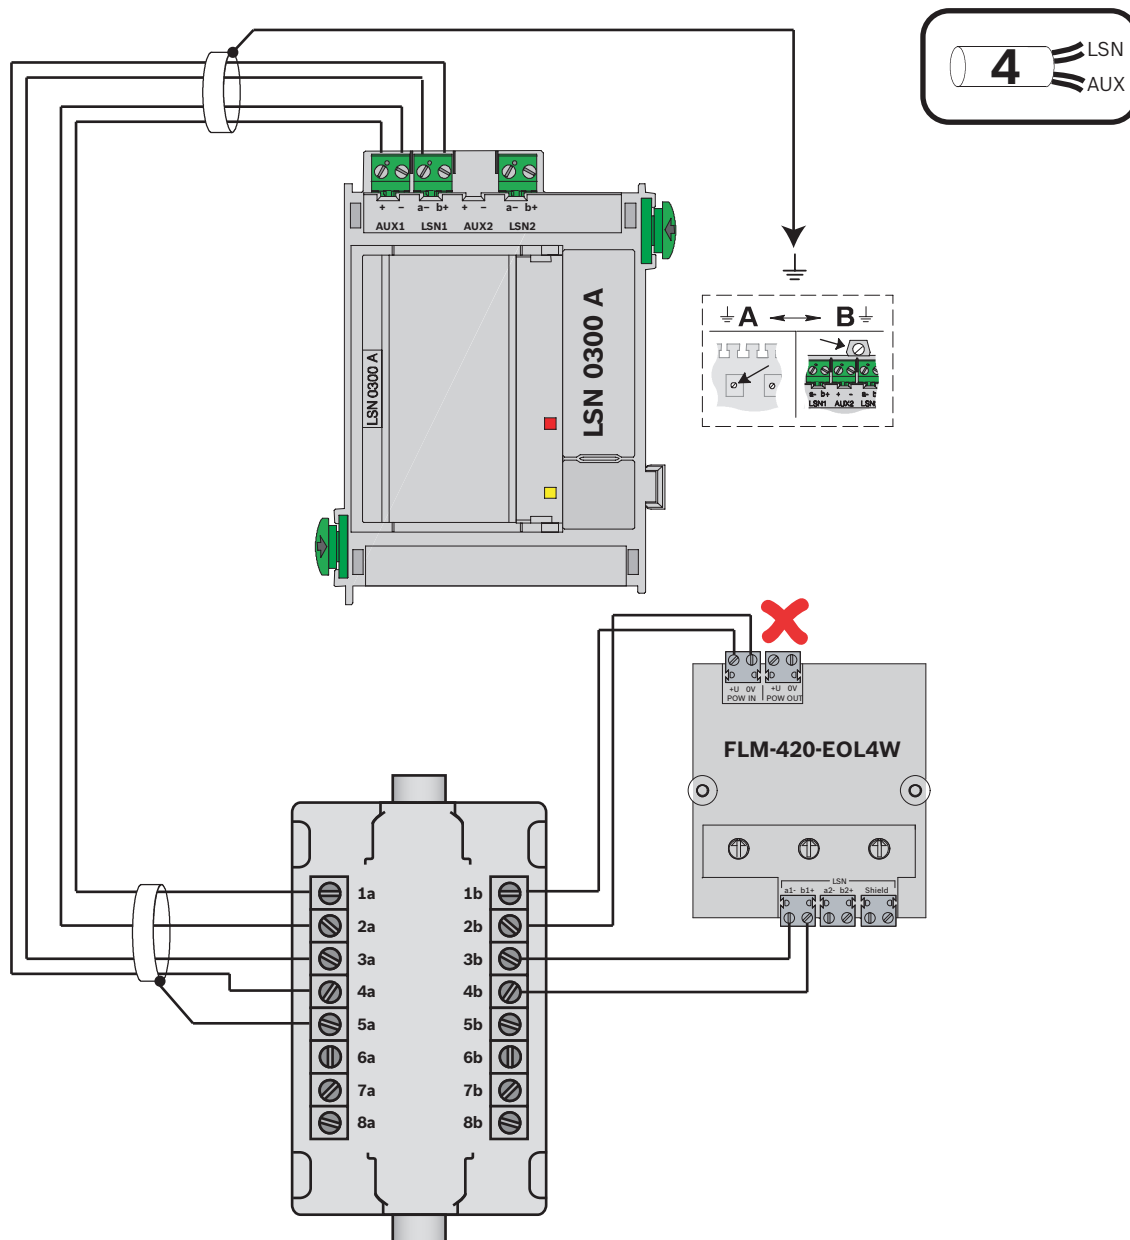 LSN
4
AUX
+ − a− b+ + − a− b+
AUX1 LSN1 AUX2 LSN2
LSN 0300 A
LSN 0300 A
A B
a- b+ + - a- b
LSN1 AUX2 LSN
+U 0V +U 0V
POW IN POW OUT
FLM-420-EOL4W
LSN
a1- b1+ a2- b2+ Shield
1a 1b
2a 2b
3a 3b
4a 4b
5a 5b
6a 6b
7a 7b
8a 8b